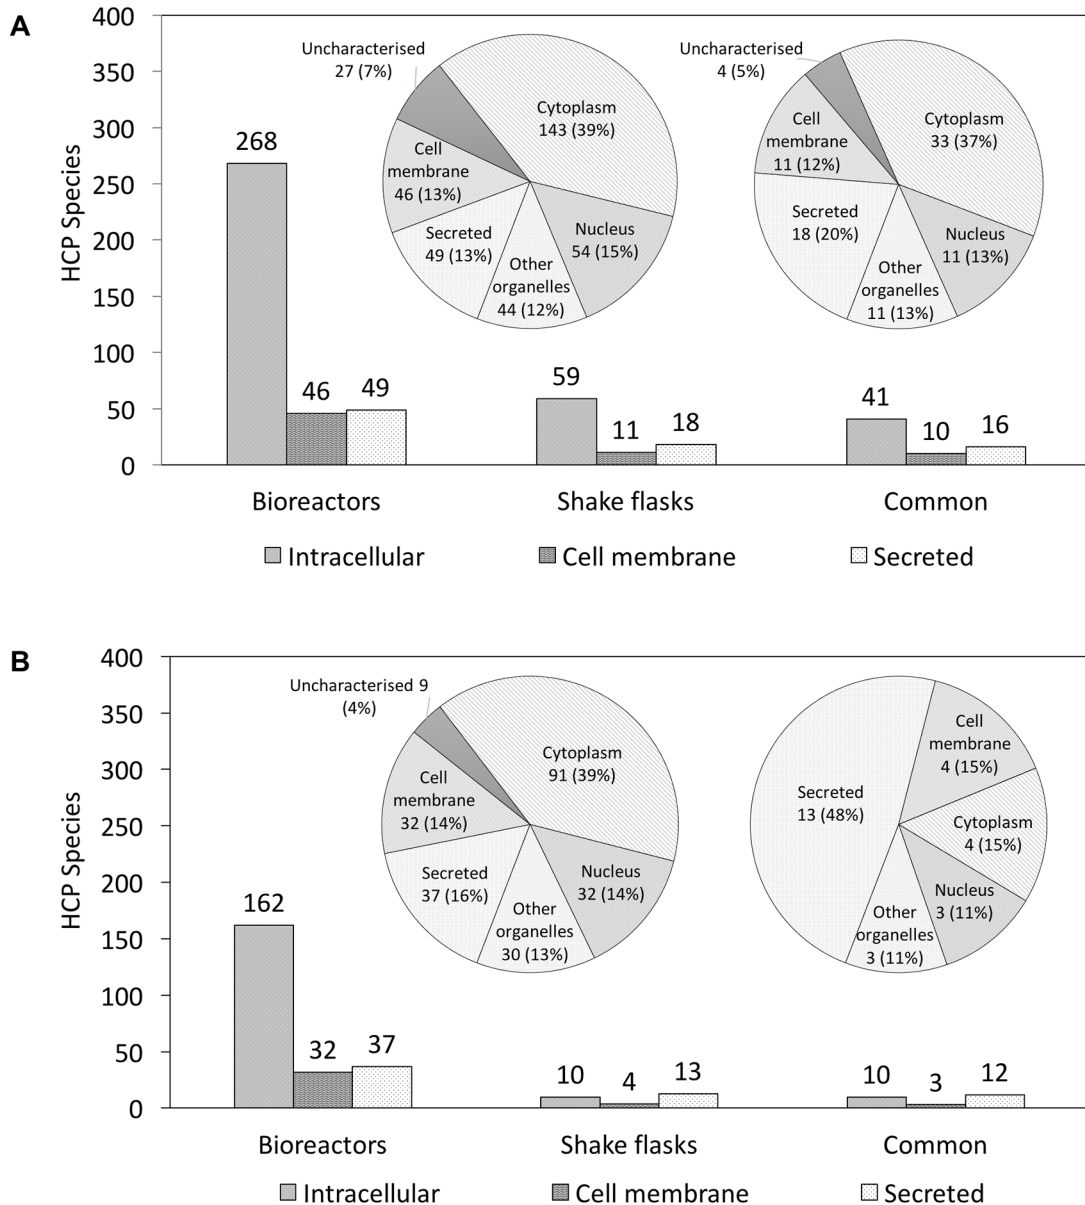 A
HCP Species
400
350
300
250
200
150
100
50
0
268
46
49
59
11
18
41
10
16
Uncharacterised
27 (7%)
Cytoplasm
143 (39%)
Cell
membrane
46 (13%)
Secreted
49 (13%)
Other
organelles
44 (12%)
Nucleus
54 (15%)
Uncharacterised
4 (5%)
Cytoplasm
33 (37%)
Cell
membrane
11 (12%)
Secreted
18 (20%)
Other
organelles
11 (13%)
Nucleus
11 (13%)
Bioreactors
Shake flasks
Common
Intracellular
Cell membrane
Secreted
B
HCP Species
400
350
300
250
200
150
100
50
0
162
32
37
10
4
13
10
3
12
Uncharacterised 9
(4%)
Cytoplasm
91 (39%)
Cell
membrane
32 (14%)
Secreted
37 (16%)
Other
organelles
30 (13%)
Nucleus
32 (14%)
Secreted
13 (48%)
Cell
membrane
4 (15%)
Cytoplasm
4 (15%)
Nucleus
3 (11%)
Other
organelles
3 (11%)
Bioreactors
Shake flasks
Common
Intracellular
Cell membrane
Secreted